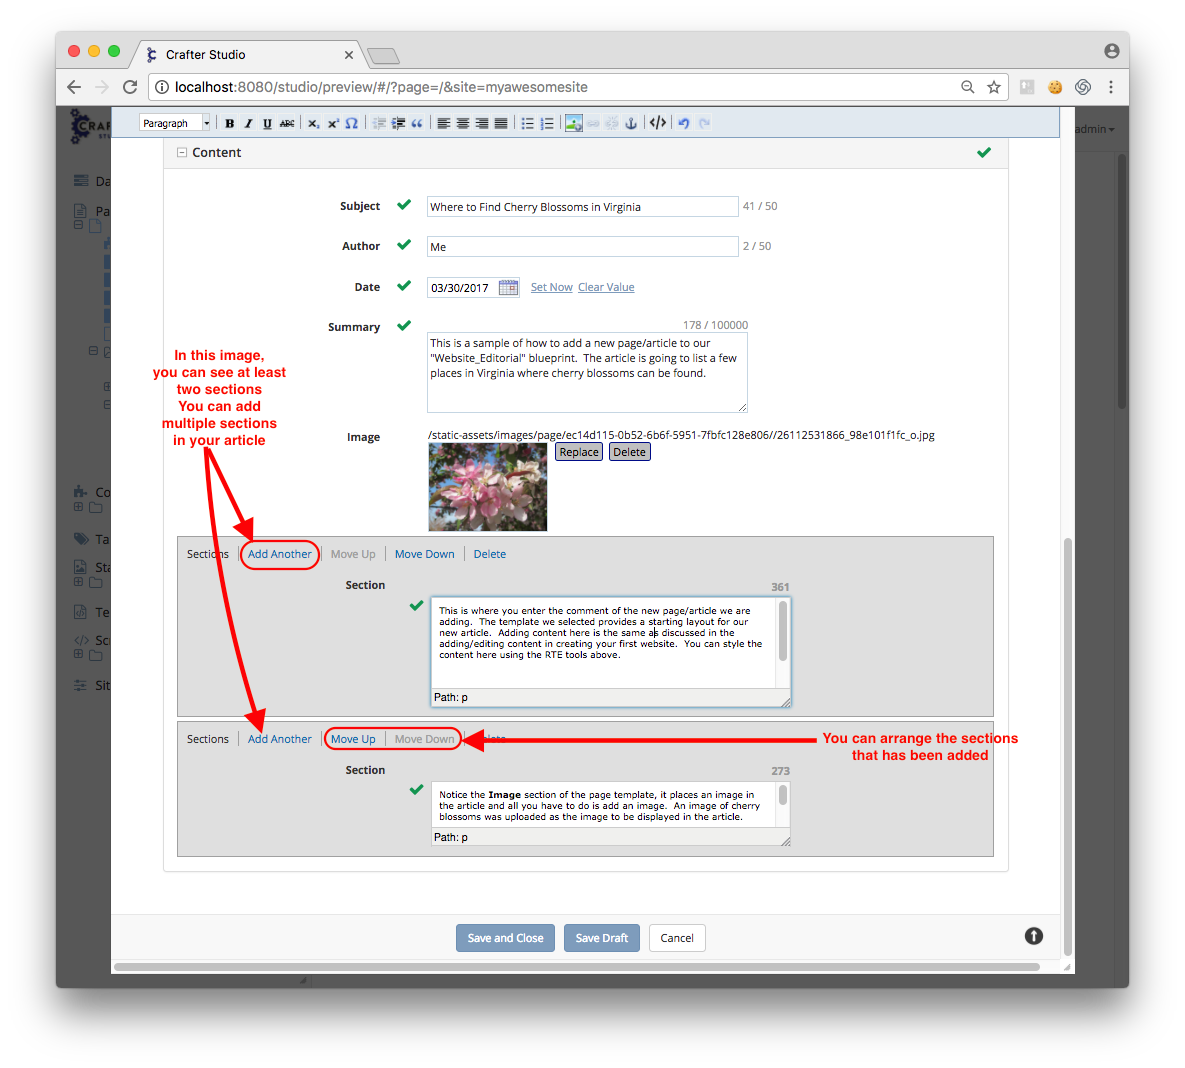 Crafter Studio
localhost:8080/studio/preview/#/?page=/&site=myawesomesite
Paragraph
B I U ABC
admin
Content
Subject
Where to Find Cherry Blossoms in Virginia
41 / 50
Author
Me
2 / 50
Date
03/30/2017
Set Now Clear Value
Summary
178 / 100000
This is a sample of how to add a new page/article to our
"Website_Editorial" blueprint. The article is going to list a few
places in Virginia where cherry blossoms can be found.
In this image,
you can see at least
two sections
You can add
multiple sections
in your article
Image
/static-assets/images/page/ec14d115-0b52-6b6f-5951-7fbfc128e806//26112531866_98e101f1fc_o.jpg
Replace Delete
Sections Add Another Move Up Move Down Delete
Section
361
This is where you enter the comment of the new page/article we are
adding. The template we selected provides a starting layout for our
new article. Adding content here is the same as discussed in the
adding/editing content in creating your first website. You can style the
content here using the RTE tools above.
Path: p
Sections Add Another Move Up Move Down
You can arrange the sections
that has been added
Section
273
Notice the Image section of the page template, it places an image in
the article and all you have to do is add an image. An image of cherry
blossoms was uploaded as the image to be displayed in the article.
Path: p
Save and Close Save Draft Cancel